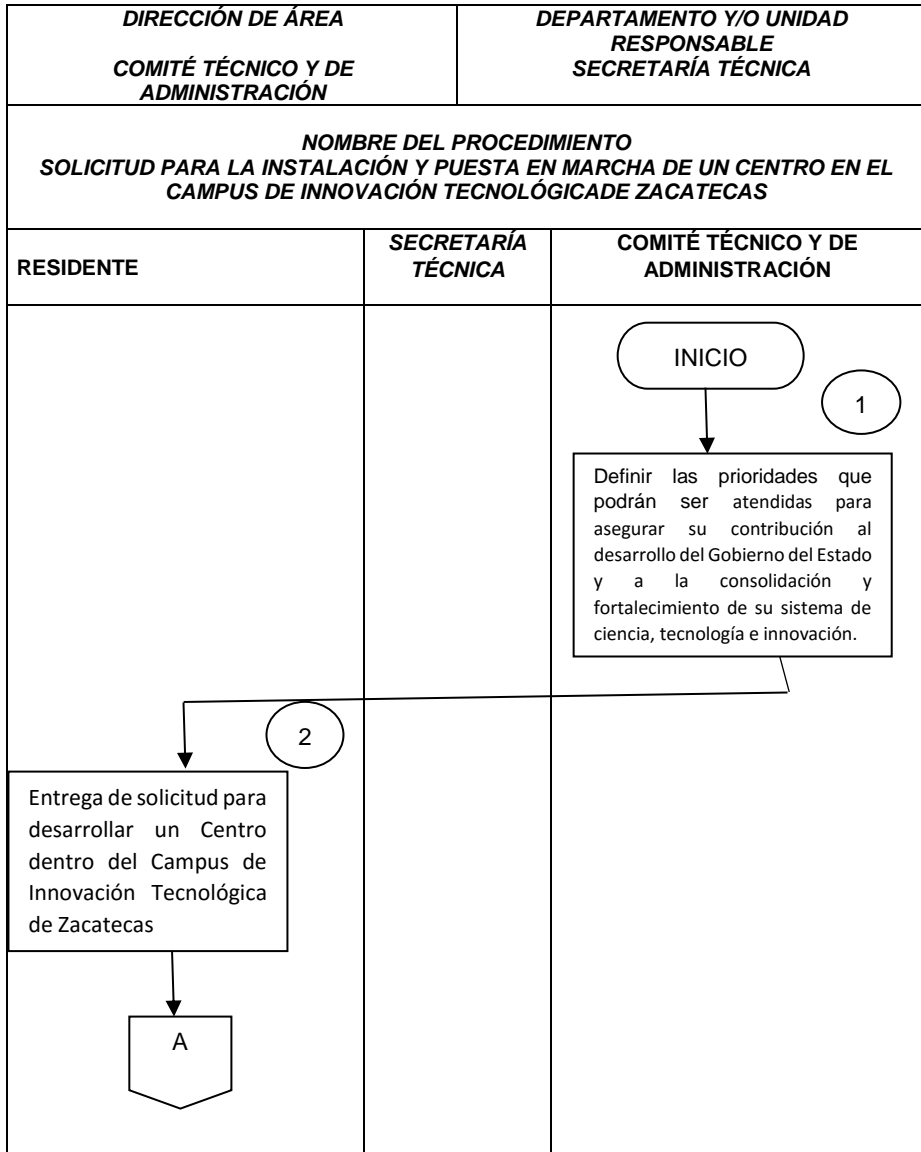 DIRECCIÓN DE ÁREA
COMITÉ TÉCNICO Y DE
ADMINISTRACIÓN
DEPARTAMENTO Y/O UNIDAD
RESPONSABLE
SECRETARÍA TÉCNICA
NOMBRE DEL PROCEDIMIENTO
SOLICITUD PARA LA INSTALACIÓN Y PUESTA EN MARCHA DE UN CENTRO EN EL
CAMPUS DE INNOVACIÓN TECNOLÓGICADE ZACATECAS
RESIDENTE
SECRETARÍA
TÉCNICA
COMITÉ TÉCNICO Y DE
ADMINISTRACIÓN
INICIO
1
Definir las prioridades que
podrán ser atendidas para
asegurar su contribución al
desarrollo del Gobierno del Estado
y a la consolidación y
fortalecimiento de su sistema de
ciencia, tecnología e innovación.
2
Entrega de solicitud para
desarrollar un Centro
dentro del Campus de
Innovación Tecnológica
de Zacatecas
A